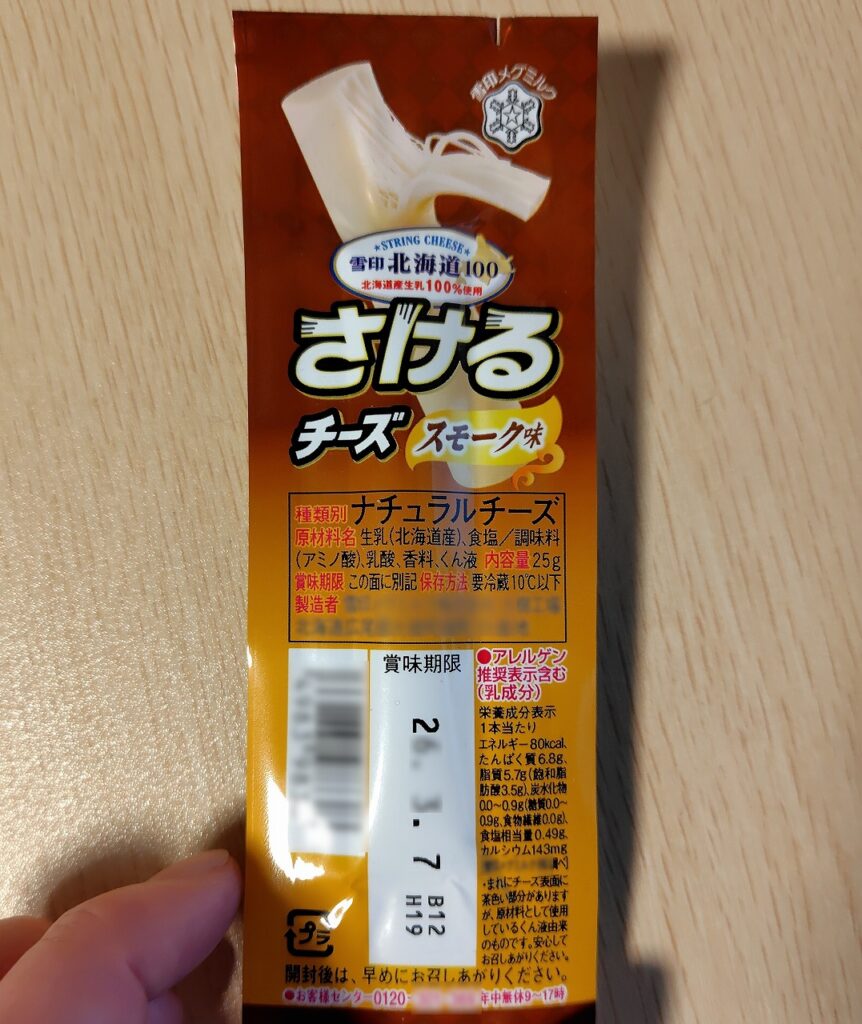 雪印メグミルク
STRING CHEESE
雪印 北海道100
北海道産生乳100%使用
さける
チーズ
スモーク味
種類別 ナチュラルチーズ
原材料名 生乳(北海道産)、食塩/調味料
(アミノ酸)、乳酸、香料、くん液 内容量 25g
賞味期限 この面に別記 保存方法 要冷蔵10℃以下
製造者
賞味期限
26.3.7
B12
H19
●アレルゲン
推奨表示含む
(乳成分)
栄養成分表示
1本当たり
エネルギー80kcal、
たんぱく質6.8g、
脂質5.7g(飽和脂
肪酸3.5g)、炭水化物
0.0～0.9g(糖質0.0～
0.9g、食物繊維0.0g)、
食塩相当量0.49g、
カルシウム143mg
・まれにチーズ表面に
茶色い部分があります
が、原材料として使用
しているくん液由来
のものです。安心して
お召しあがりください。
プラ
開封後は、早めにお召しあがりください。
●お客様センター0120- 年中無休9～17時